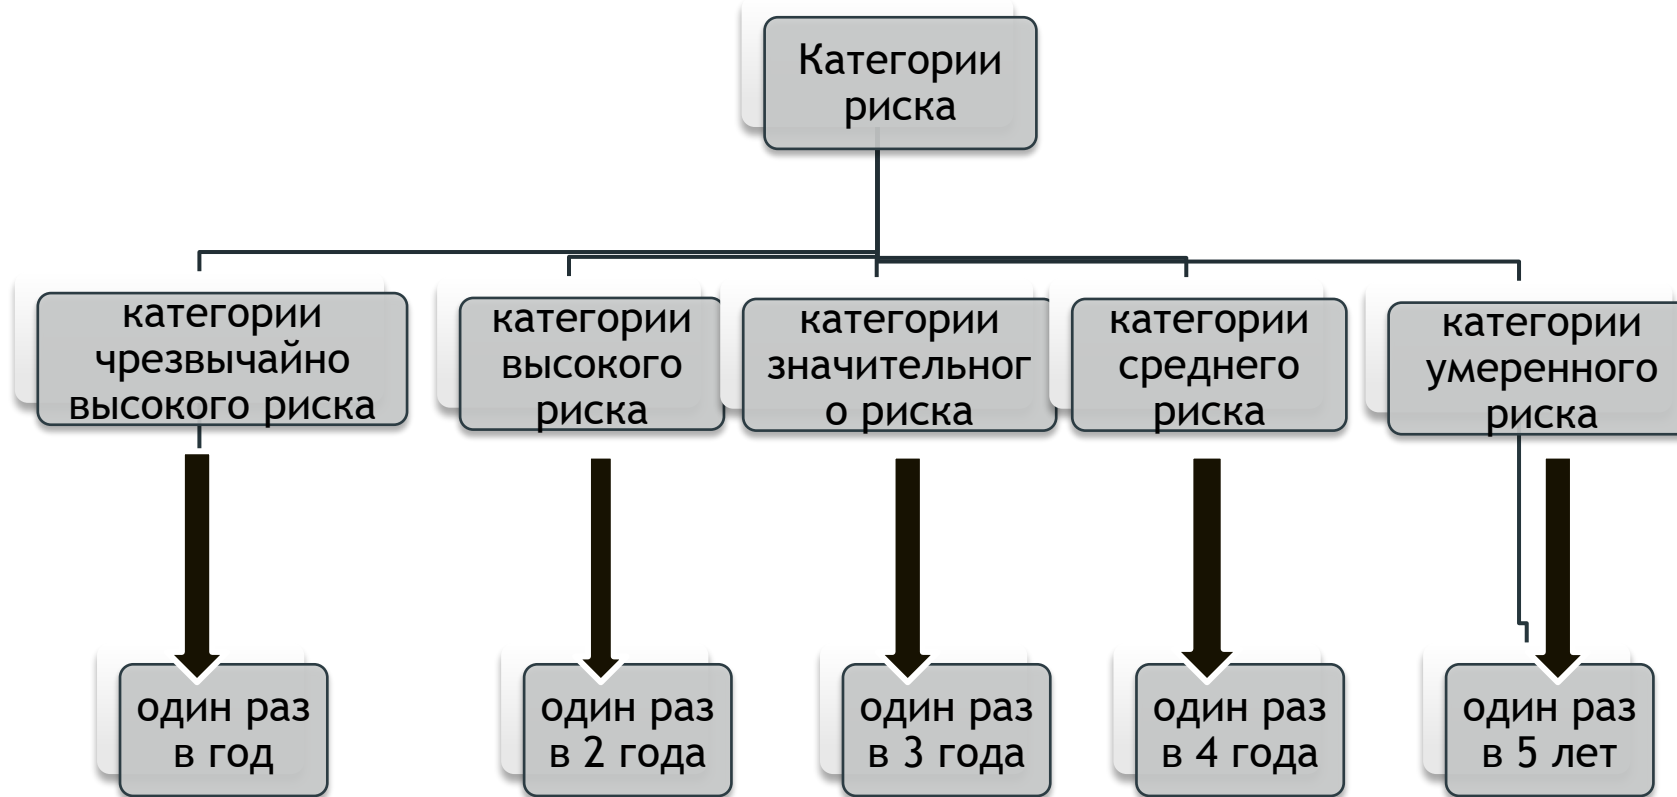 Категории
риска
категории
чрезвычайно
высокого риска
категории
высокого
риска
категории
значительног
о риска
категории
среднего
риска
категории
умеренного
риска
один раз
в год
один раз
в 2 года
один раз
в 3 года
один раз
в 4 года
один раз
в 5 лет